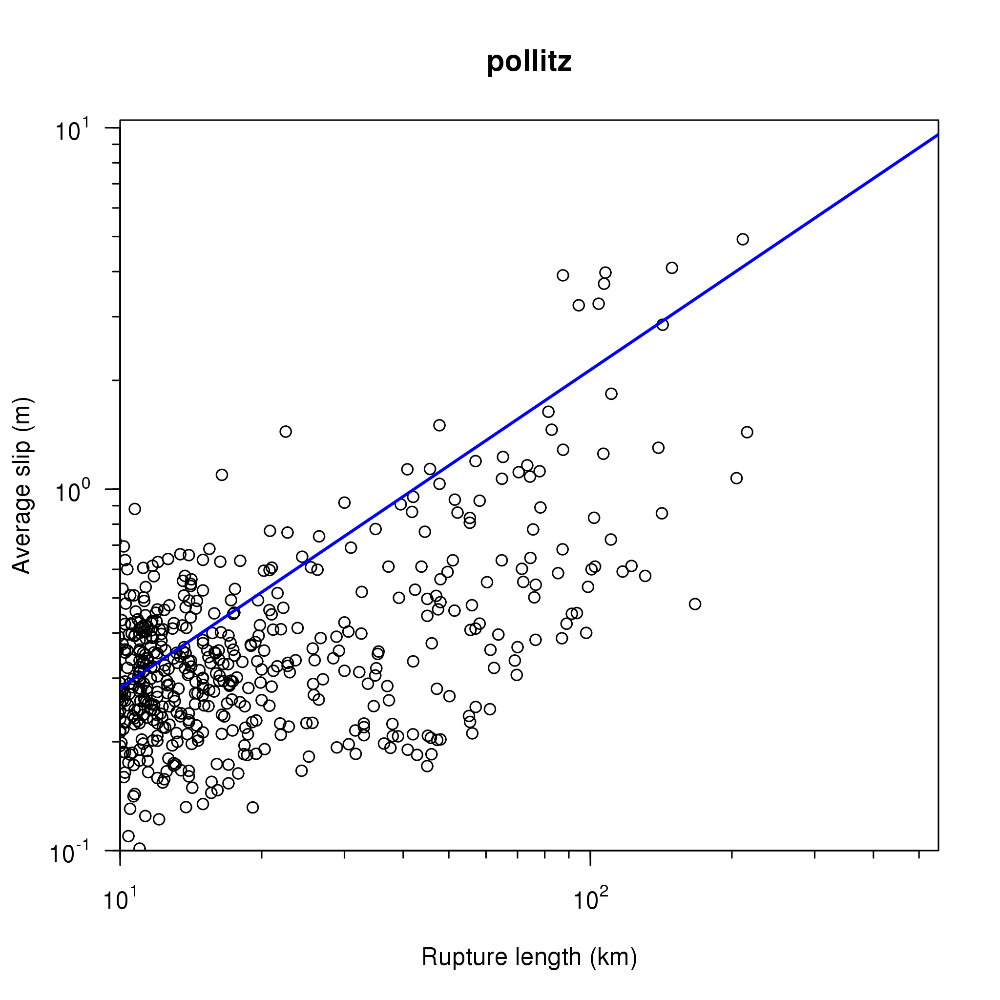 pollitz
10^1
10^0
10^-1
Average slip (m)
10^1 10^2
Rupture length (km)